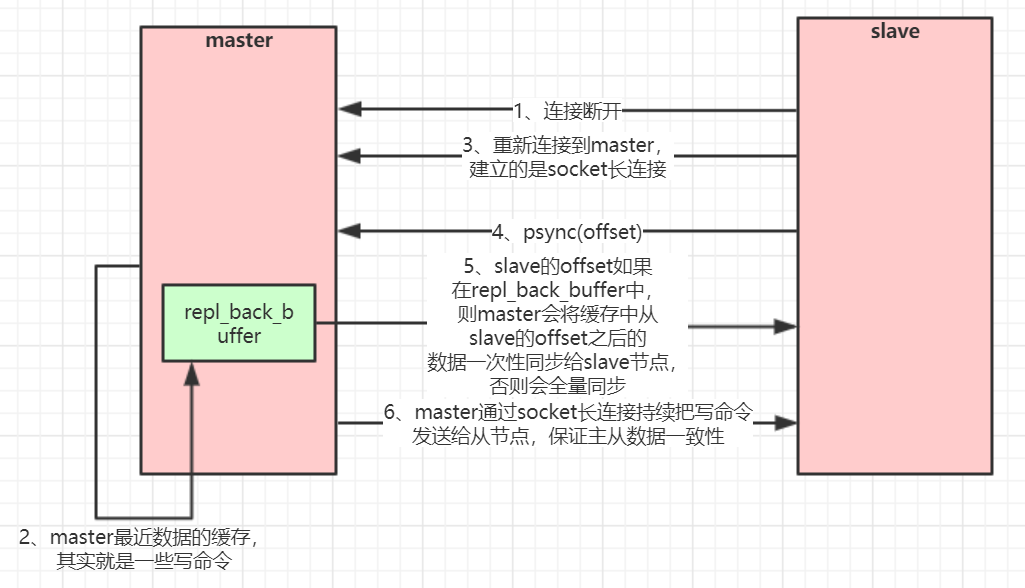 master
slave
1、连接断开
3、重新连接到master，
建立的是socket长连接
4、psync(offset)
5、slave的offset如果
在repl_back_buffer中，
则master会将缓存中从
slave的offset之后的
数据一次性同步给slave节点，
否则会全量同步
repl_back_b
uffer
6、master通过socket长连接持续把写命令
发送给从节点，保证主从数据一致性
2、master最近数据的缓存，
其实就是一些写命令